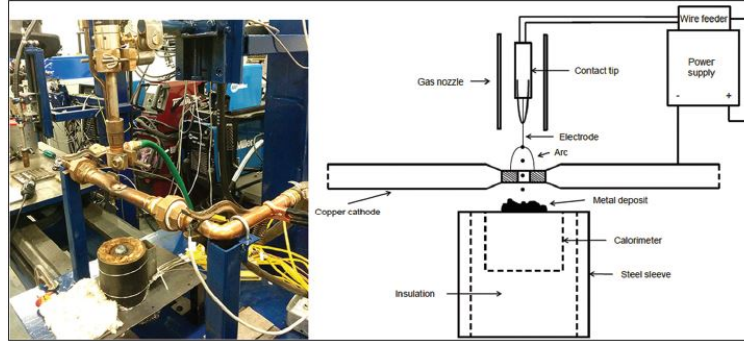 Wire feeder
Power
supply
- +
Gas nozzle
Contact tip
Electrode
Arc
Copper cathode
Metal deposit
Calorimeter
Steel sleeve
Insulation